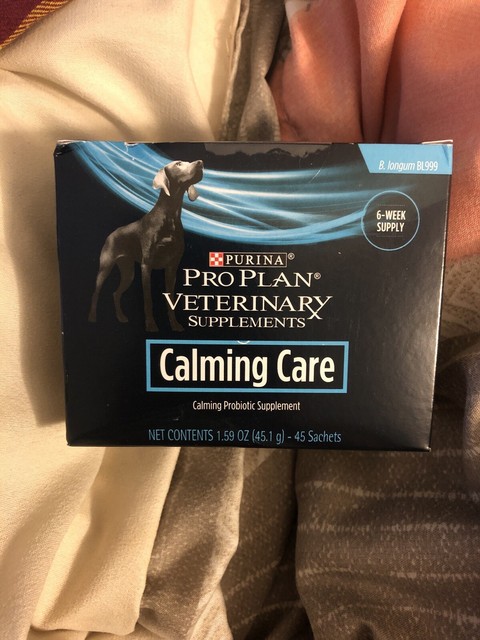 B. longum BL999
6-WEEK
SUPPLY
PURINA®
PRO PLAN®
VETERINARY
SUPPLEMENTS
Calming Care
Calming Probiotic Supplement
NET CONTENTS 1.59 OZ (45.1 g) - 45 Sachets